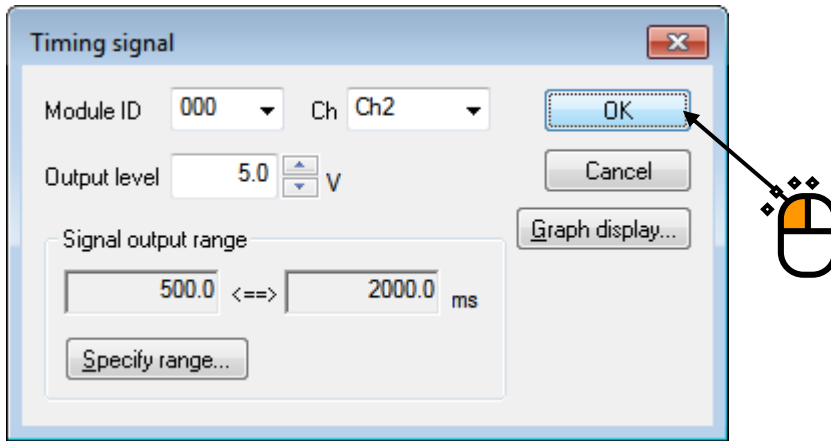 Timing signal
Module ID 000 Ch Ch2 OK
Output level 5.0 V Cancel
Graph display...
Signal output range
500.0 <==> 2000.0 ms
Specify range...